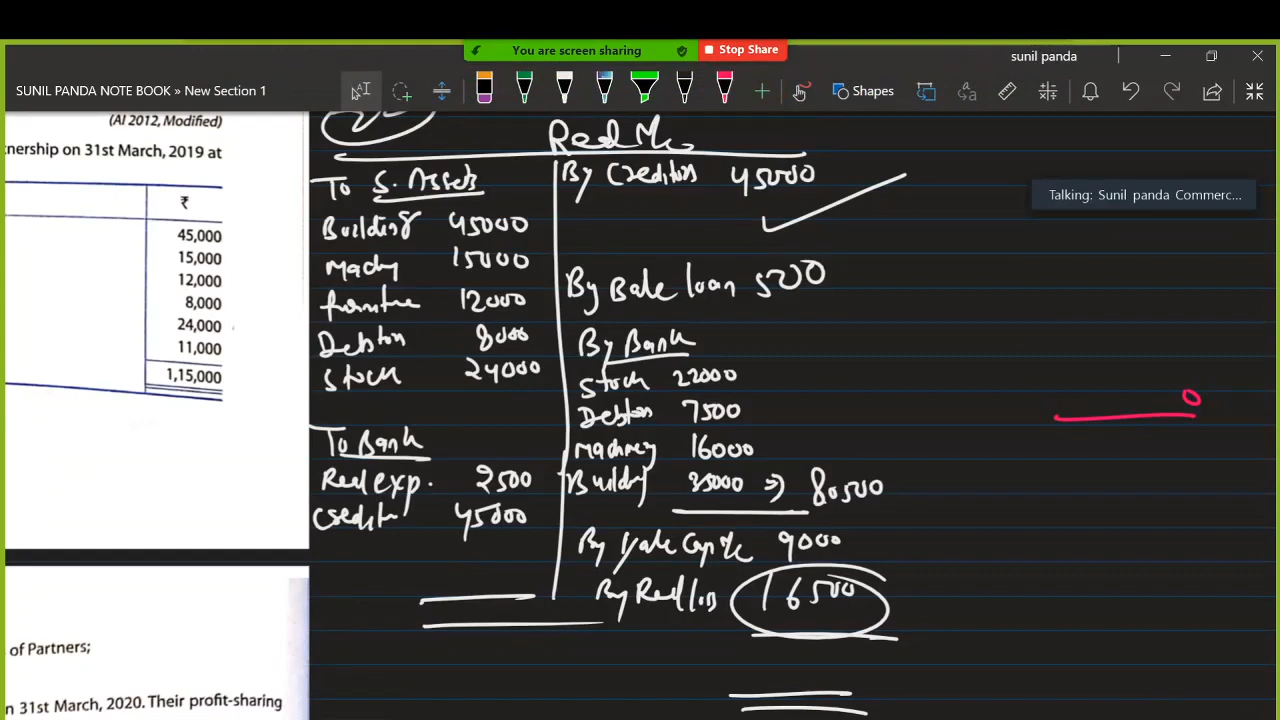 You are screen sharing
Stop Share
sunil panda
SUNIL PANDA NOTE BOOK » New Section 1
Shapes
Talking: Sunil panda Commerc...
(AI 2012, Modified)
nership on 31st March, 2019 at
₹
45,000
15,000
12,000
8,000
24,000
11,000
1,15,000
of Partners;
n 31st March, 2020. Their profit-sharing
To S. Assets
Building 45000
Machy 15000
furniture 12000
Debtors 8000
Stock 24000
To Bank
Real exp. 2500
Creditor 45000
By Creditors 45000
By Bale loan
By Bank
Stock 22000
Debtors 7500
Machinery 16000
Building 35000 ⇒ 80500
By Yale Capital 9000
By Real loss 16500